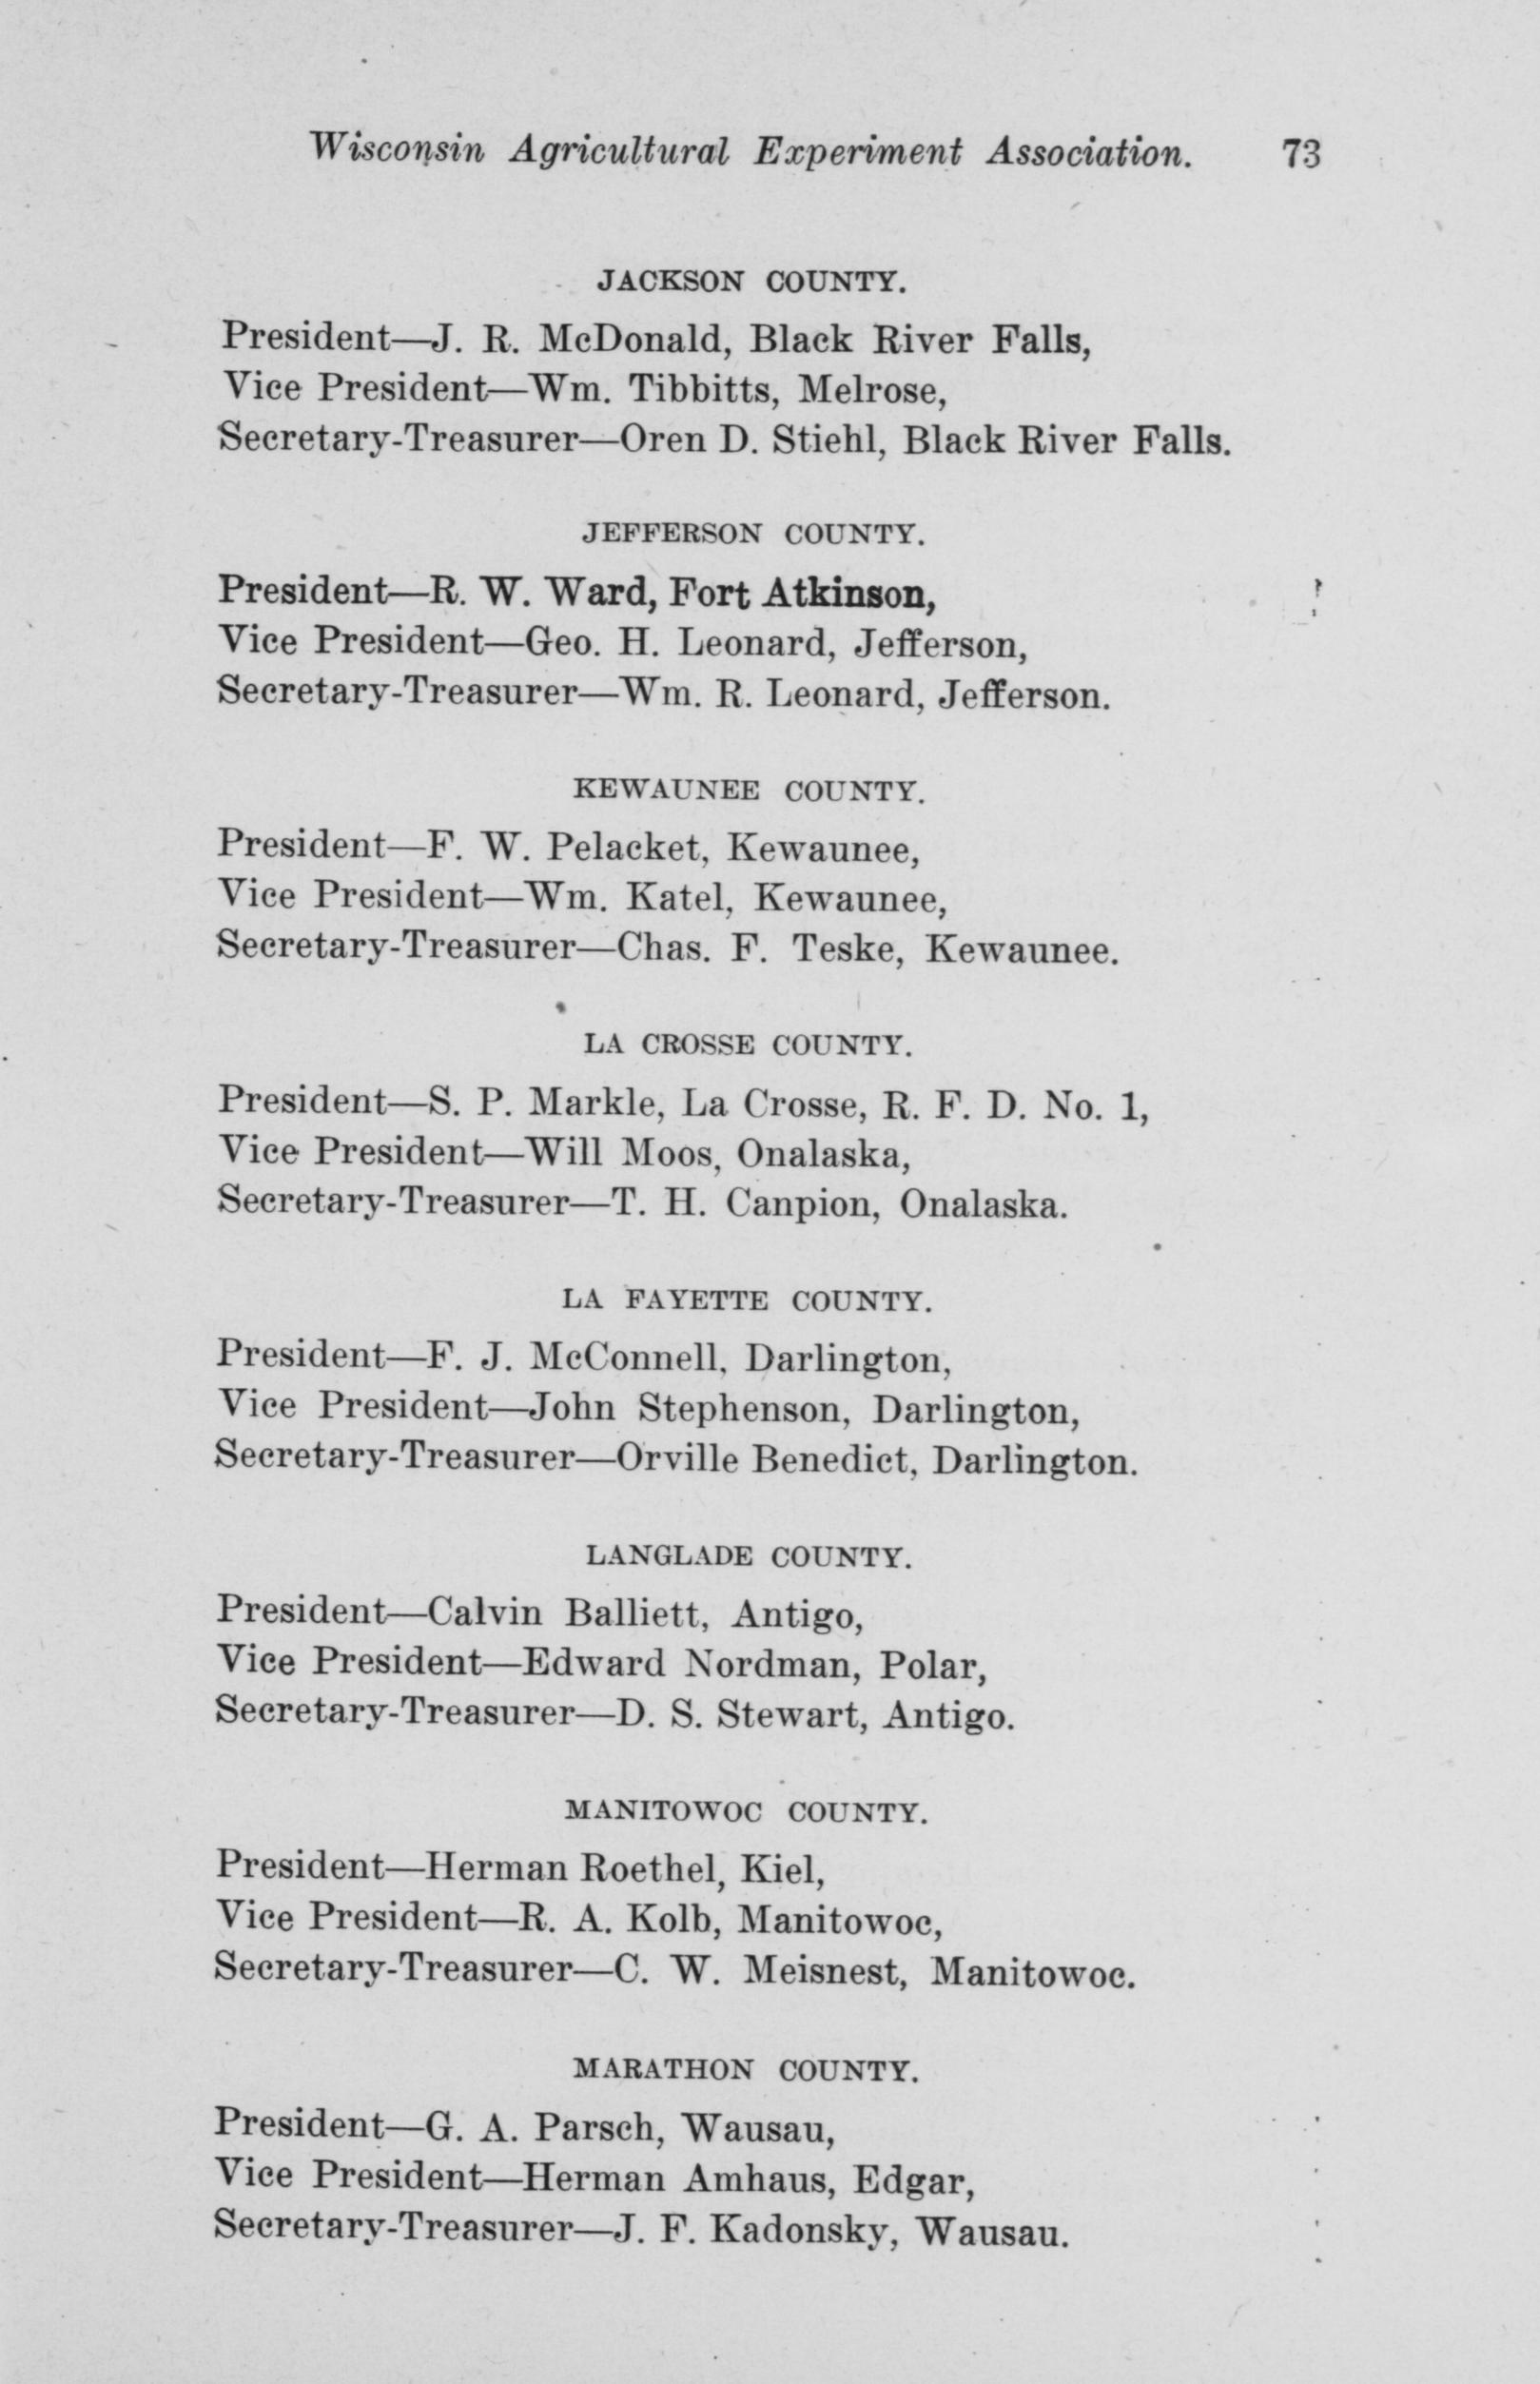 Wisconsin Agricultural Experiment Association. 73
JACKSON COUNTY.
President—J. R. McDonald, Black River Falls,
Vice President—Wm. Tibbitts, Melrose,
Secretary-Treasurer—Oren D. Stiehl, Black River Falls.
JEFFERSON COUNTY.
President—R. W. Ward, Fort Atkinson,
Vice President—Geo. H. Leonard, Jefferson,
Secretary-Treasurer—Wm. R. Leonard, Jefferson.
KEWAUNEE COUNTY.
President—F. W. Pelacket, Kewaunee,
Vice President—Wm. Katel, Kewaunee,
Secretary-Treasurer—Chas. F. Teske, Kewaunee.
LA CROSSE COUNTY.
President—S. P. Markle, La Crosse, R. F. D. No. 1,
Vice President—Will Moos, Onalaska,
Secretary-Treasurer—T. H. Canpion, Onalaska.
LA FAYETTE COUNTY.
President—F. J. McConnell, Darlington,
Vice President—John Stephenson, Darlington,
Secretary-Treasurer—Orville Benedict, Darlington.
LANGLADE COUNTY.
President—Calvin Balliett, Antigo,
Vice President—Edward Nordman, Polar,
Secretary-Treasurer—D. S. Stewart, Antigo.
MANITOWOC COUNTY.
President—Herman Roethel, Kiel,
Vice President—R. A. Kolb, Manitowoc,
Secretary-Treasurer—C. W. Meisnest, Manitowoc.
MARATHON COUNTY.
President—G. A. Parsch, Wausau,
Vice President—Herman Amhaus, Edgar,
Secretary-Treasurer—J. F. Kadonsky, Wausau.